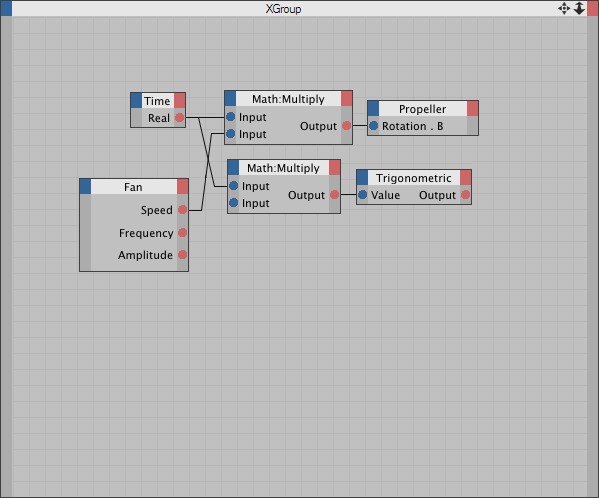 XGroup
Time
Real
Math:Multiply
Input
Input
Output
Propeller
Rotation . B
Math:Multiply
Input
Input
Output
Trigonometric
Value
Output
Fan
Speed
Frequency
Amplitude